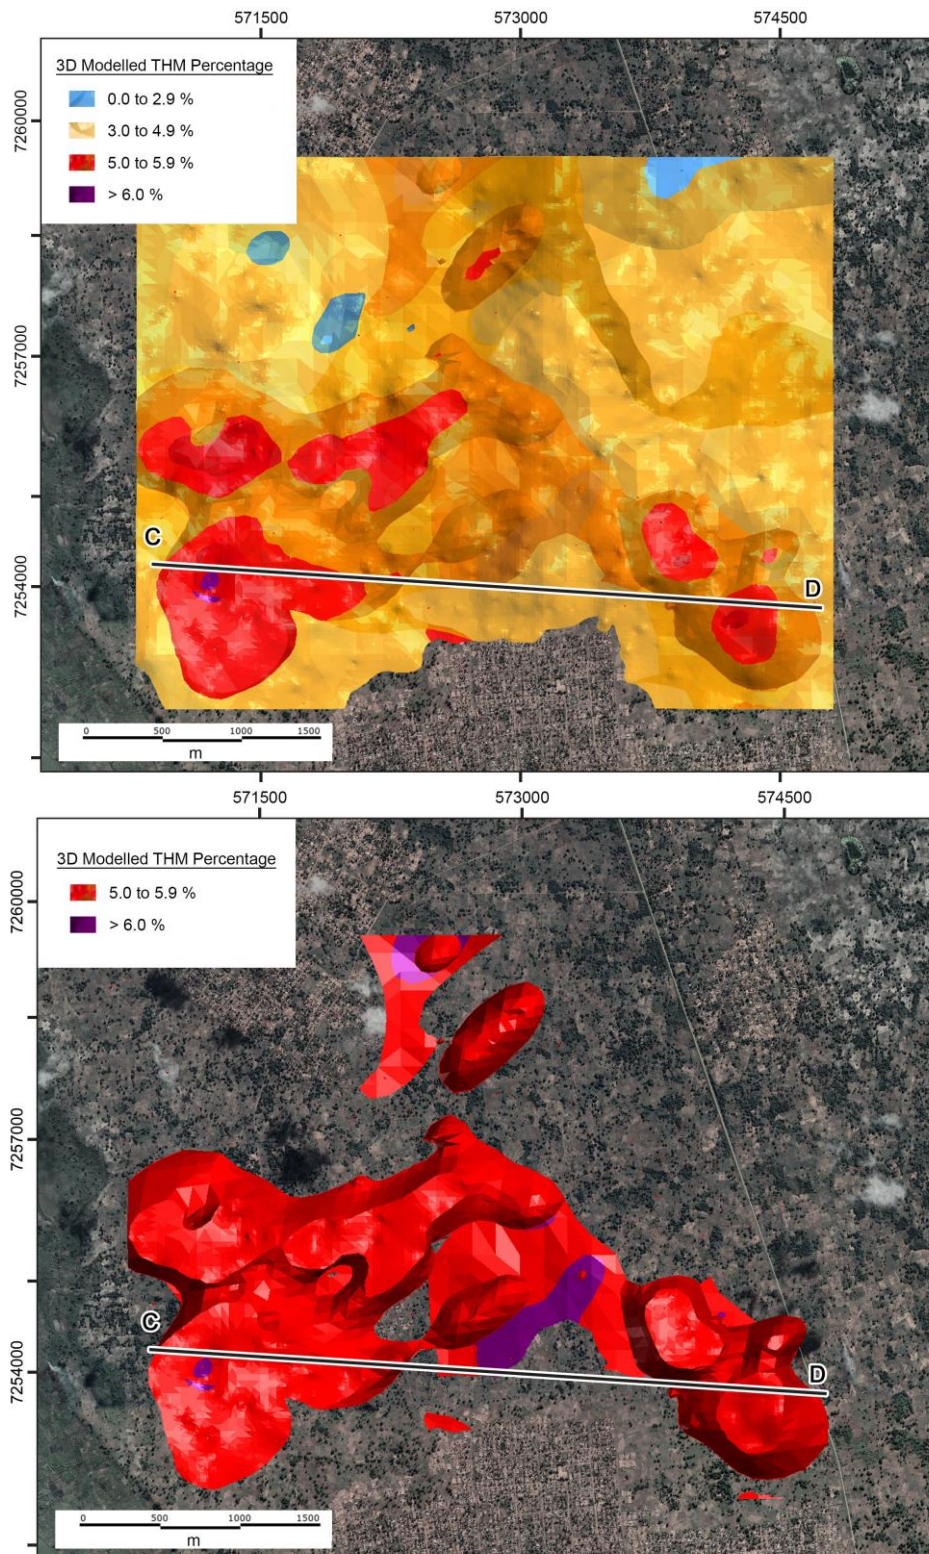 571500 573000 574500
3D Modelled THM Percentage
0.0 to 2.9 %
3.0 to 4.9 %
5.0 to 5.9 %
> 6.0 %
7260000
7257000
7254000
C
D
0 500 1000 1500
m
571500 573000 574500
3D Modelled THM Percentage
5.0 to 5.9 %
> 6.0 %
7260000
7257000
7254000
C
D
0 500 1000 1500
m